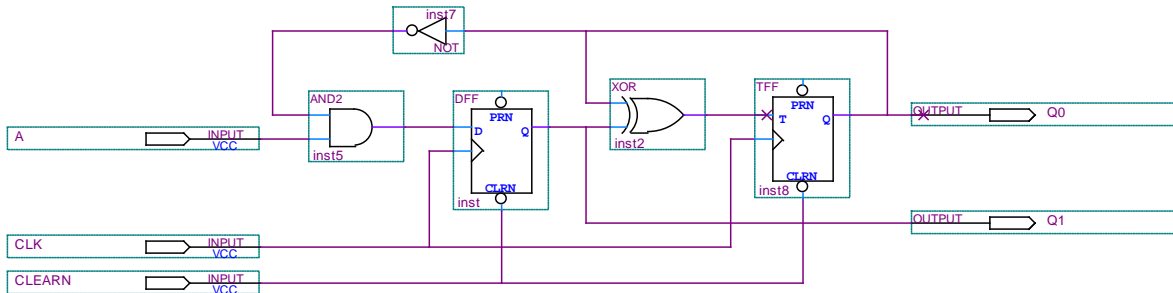 inst7
NOT
AND2
DFF
XOR
TFF
PRN
PRN
OUTPUT
Q0
A
INPUT
VCC
D
Q
T
Q
inst5
inst2
CLRN
CLRN
inst
inst8
OUTPUT
Q1
CLK
INPUT
VCC
CLEARN
INPUT
VCC